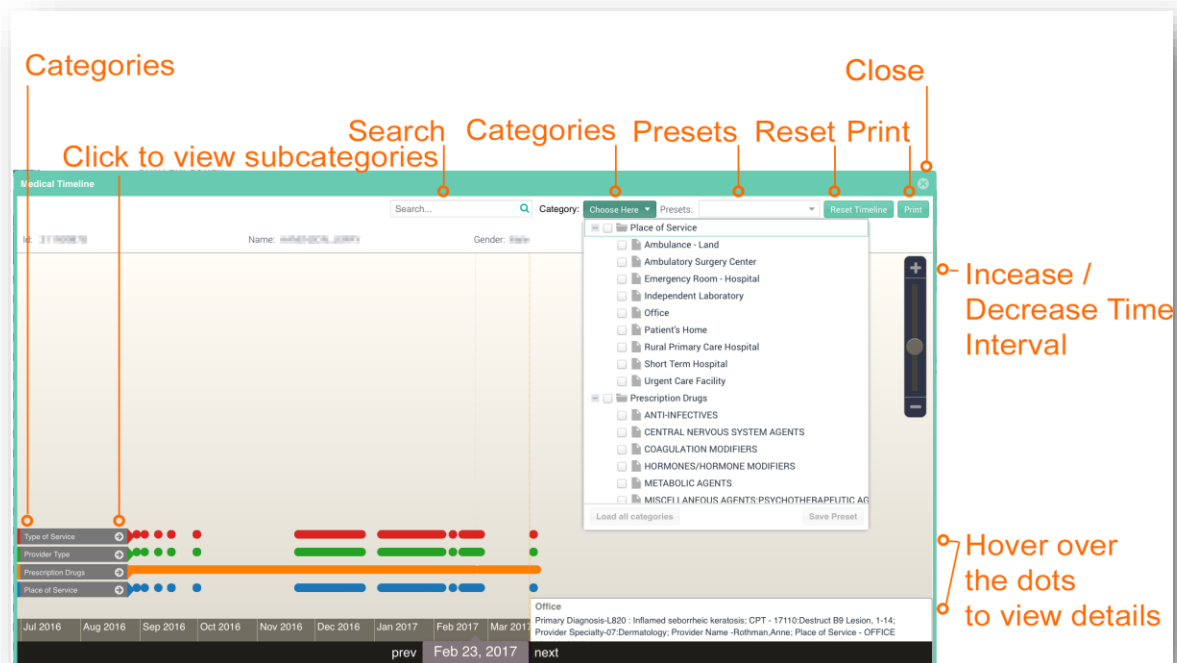 Categories
Close
Search Categories Presets Reset Print
Click to view subcategories
Medical Timeline
Search... Category: Choose Here Presets: Reset Timeline Print
Id: Name: Gender:
Place of Service
Ambulance - Land
Ambulatory Surgery Center
Emergency Room - Hospital
Independent Laboratory
Office
Patient's Home
Rural Primary Care Hospital
Short Term Hospital
Urgent Care Facility
Prescription Drugs
ANTI-INFECTIVES
CENTRAL NERVOUS SYSTEM AGENTS
COAGULATION MODIFIERS
HORMONES/HORMONE MODIFIERS
METABOLIC AGENTS
MISCELLANEOUS AGENTS;PSYCHOTHERAPEUTIC AG
Load all categories Save Preset
+
-
Incease /
Decrease Time
Interval
Type of Service
Provider Type
Prescription Drugs
Place of Service
Hover over
the dots
to view details
Office
Primary Diagnosis-L820 : Inflamed seborrheic keratosis; CPT - 17110:Destruct B9 Lesion, 1-14;
Provider Specialty-07;Dermatology; Provider Name -Rothman,Anne; Place of Service - OFFICE
Jul 2016 Aug 2016 Sep 2016 Oct 2016 Nov 2016 Dec 2016 Jan 2017 Feb 2017 Mar 2017
prev Feb 23, 2017 next